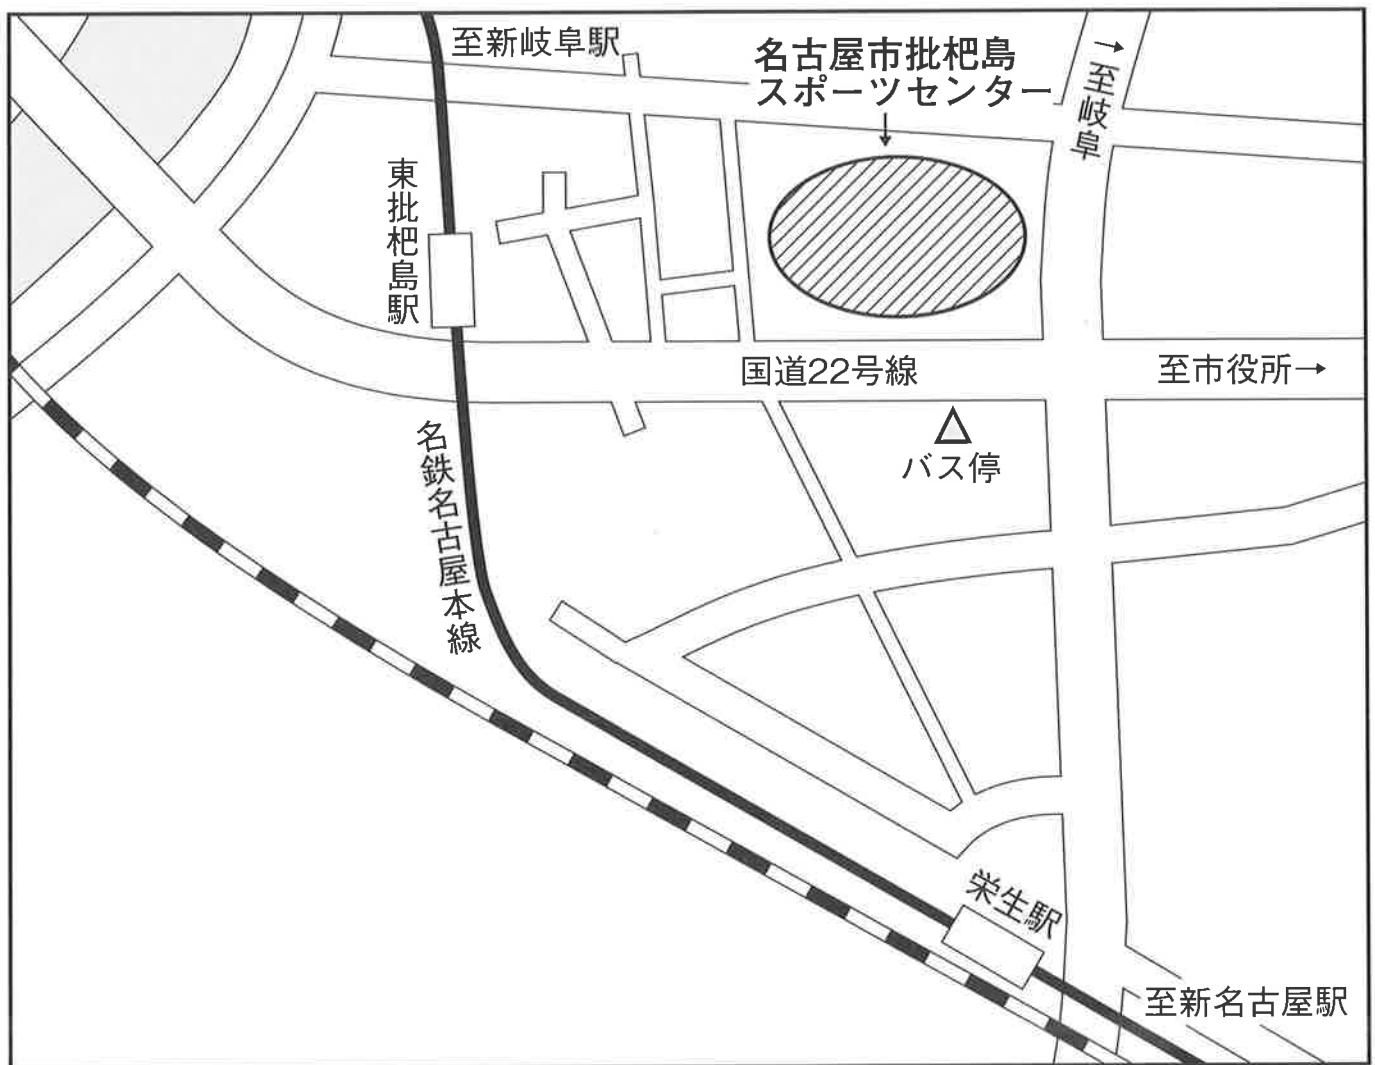 至新岐阜駅
名古屋市批杷島
スポーツセンター
→至岐阜
東批杷島駅
国道22号線
至市役所→
バス停
名鉄名古屋本線
栄生駅
至新名古屋駅